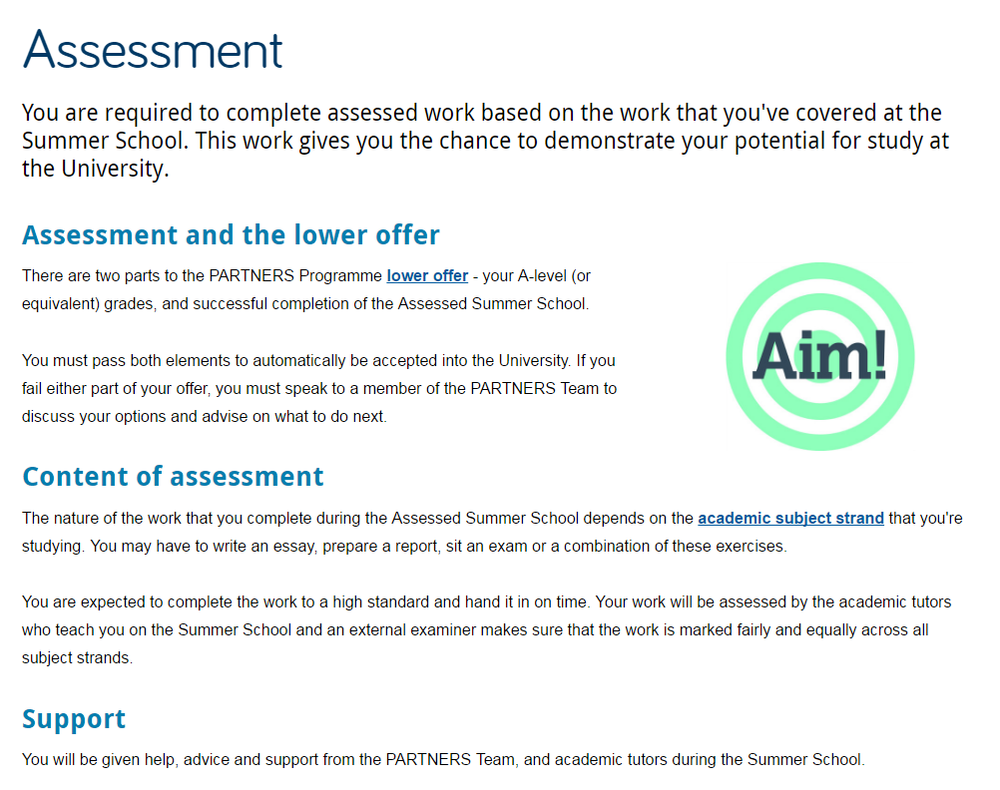 Assessment
You are required to complete assessed work based on the work that you've covered at the
Summer School. This work gives you the chance to demonstrate your potential for study at
the University.
Assessment and the lower offer
There are two parts to the PARTNERS Programme lower offer - your A-level (or
equivalent) grades, and successful completion of the Assessed Summer School.
You must pass both elements to automatically be accepted into the University. If you
fail either part of your offer, you must speak to a member of the PARTNERS Team to
discuss your options and advise on what to do next.
Aim!
Content of assessment
The nature of the work that you complete during the Assessed Summer School depends on the academic subject strand that you're
studying. You may have to write an essay, prepare a report, sit an exam or a combination of these exercises.
You are expected to complete the work to a high standard and hand it in on time. Your work will be assessed by the academic tutors
who teach you on the Summer School and an external examiner makes sure that the work is marked fairly and equally across all
subject strands.
Support
You will be given help, advice and support from the PARTNERS Team, and academic tutors during the Summer School.